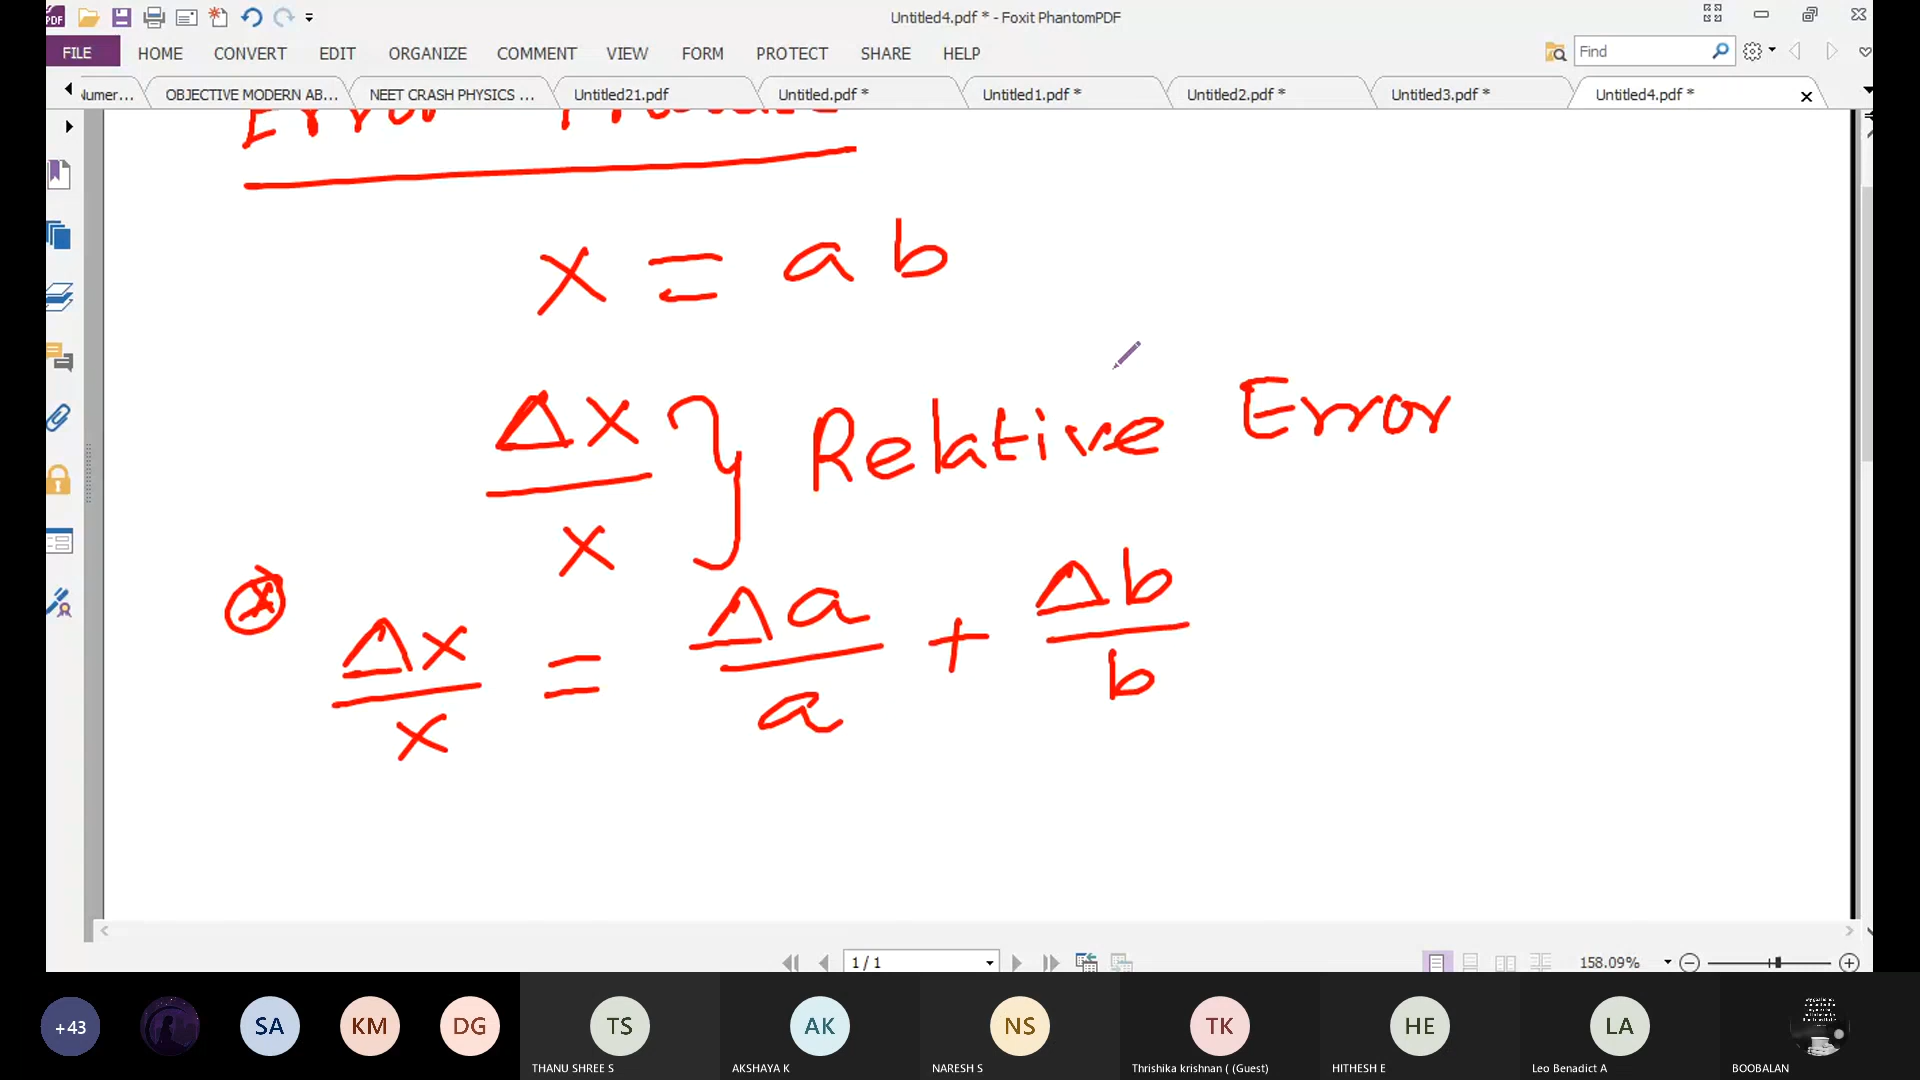 Untitled4.pdf * - Foxit PhantomPDF
FILE HOME CONVERT EDIT ORGANIZE COMMENT VIEW FORM PROTECT SHARE HELP Find
OBJECTIVE MODERN AB... NEET CRASH PHYSICS ... Untitled21.pdf Untitled.pdf * Untitled1.pdf * Untitled2.pdf * Untitled3.pdf * Untitled4.pdf *
Error
x = a b
Δx / x } Relative Error
Δx / x = Δa / a + Δb / b
1 / 1 158.09%
+43 SA KM DG TS AK NS TK HE LA
THANU SHREE S AKSHAYA K NARESH S Thrishika krishnan ( (Guest) HITHESH E Leo Benadict A BOOBALAN